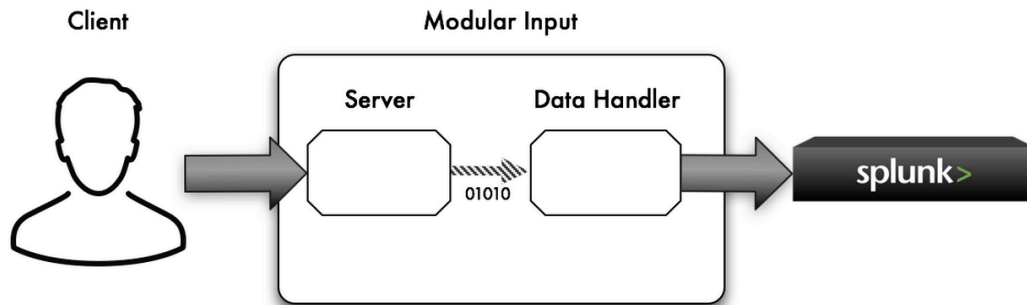 Client
Modular Input
Server
Data Handler
01010
splunk>